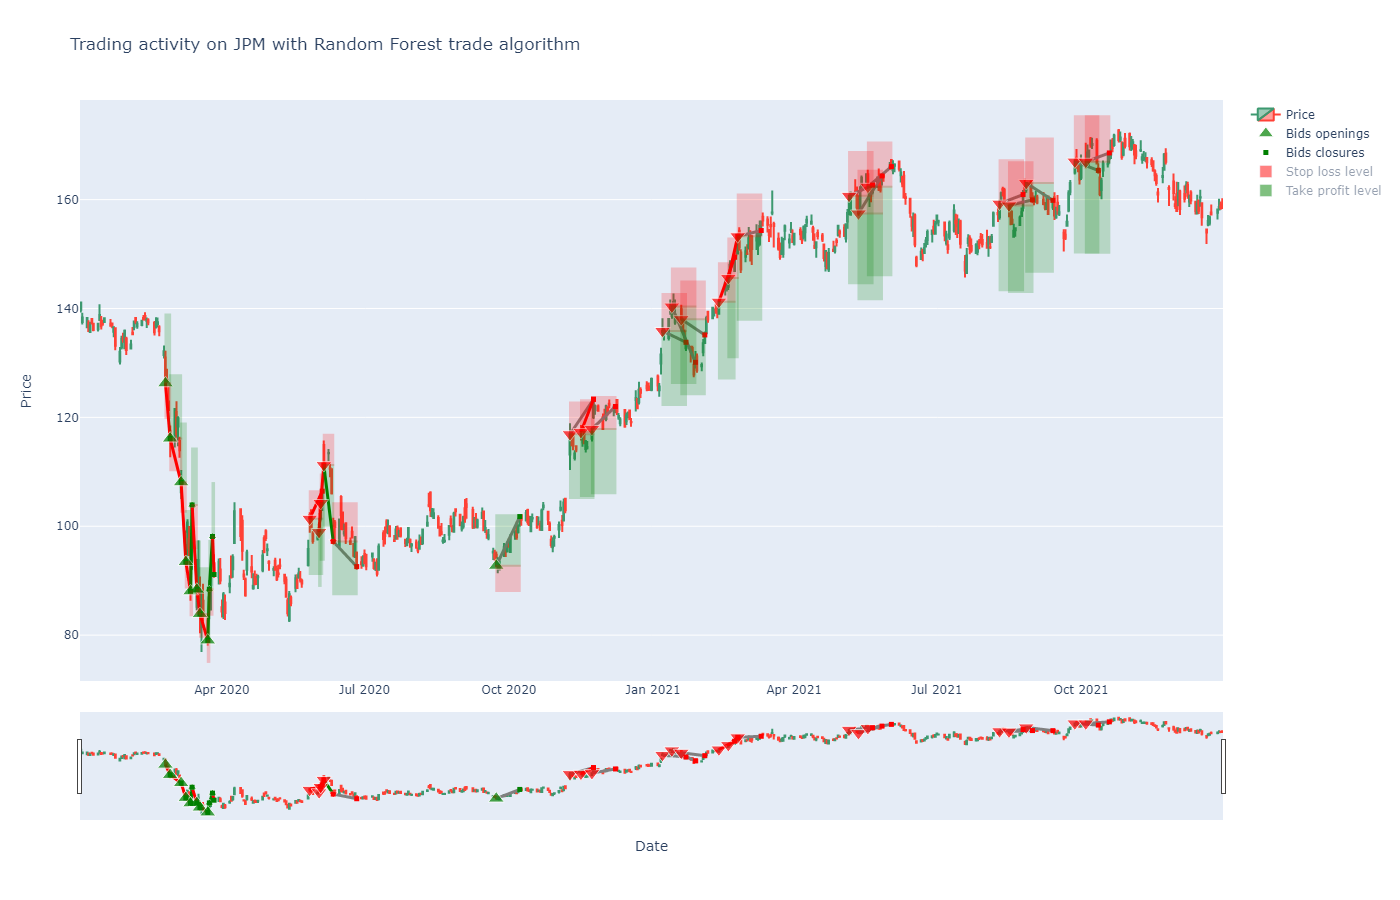 Trading activity on JPM with Random Forest trade algorithm
Price
Bids openings
Bids closures
Stop loss level
Take profit level
160
140
120
100
80
Price
Apr 2020
Jul 2020
Oct 2020
Jan 2021
Apr 2021
Jul 2021
Oct 2021
Date